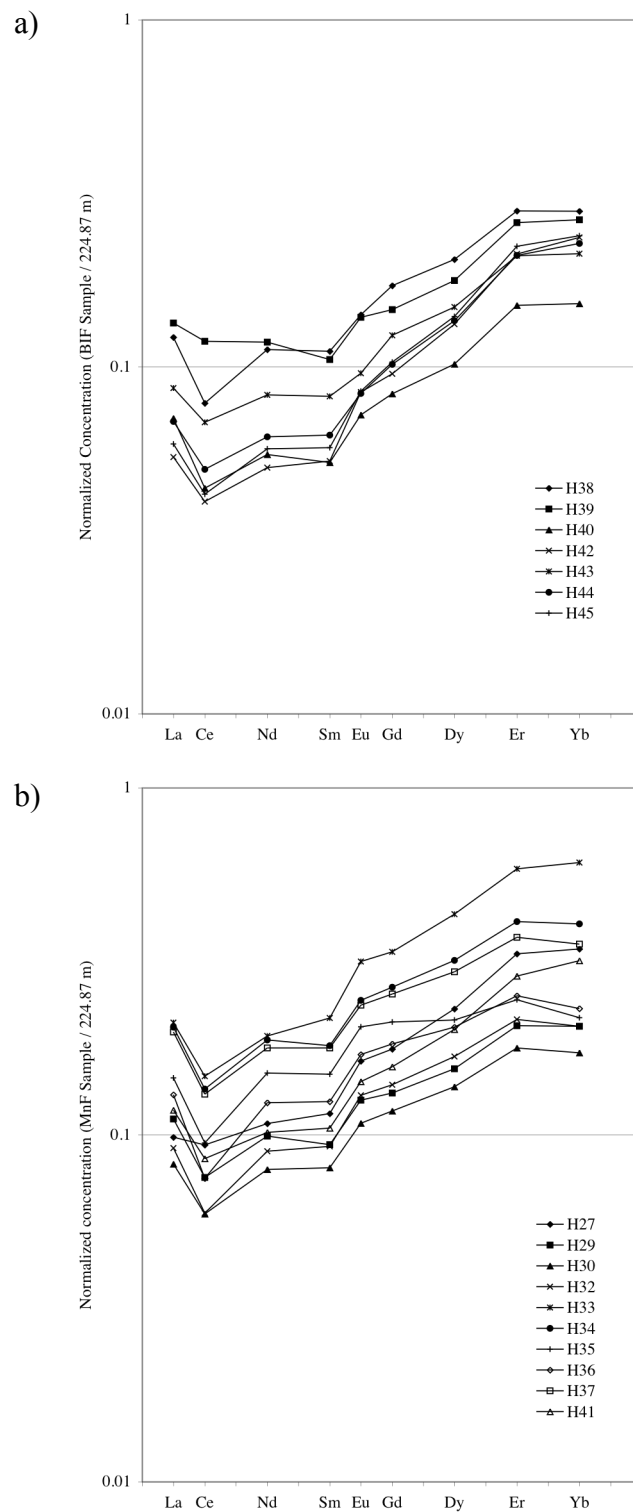 a)
1
Normalized Concentration (BIF Sample / 224.87 m)
0.1
H38
H39
H40
H42
H43
H44
H45
0.01
La Ce Nd Sm Eu Gd Dy Er Yb
b)
1
Normalized concentration (MnF Sample / 224.87 m)
0.1
H27
H29
H30
H32
H33
H34
H35
H36
H37
H41
0.01
La Ce Nd Sm Eu Gd Dy Er Yb